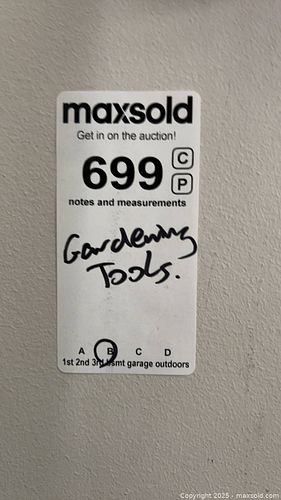 maxsold
Get in on the auction!
699 C
P
notes and measurements
Gardening
Tools.
A B C D
1st 2nd 3rd bsmt garage outdoors
Copyright 2025 - maxsold.com